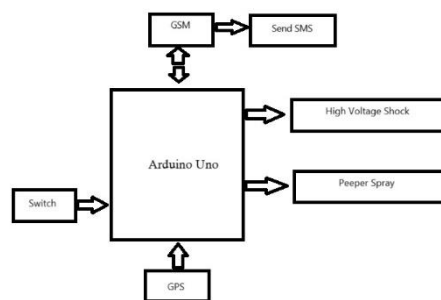 GSM
Send SMS
High Voltage Shock
Arduino Uno
Peeper Spray
Switch
GPS